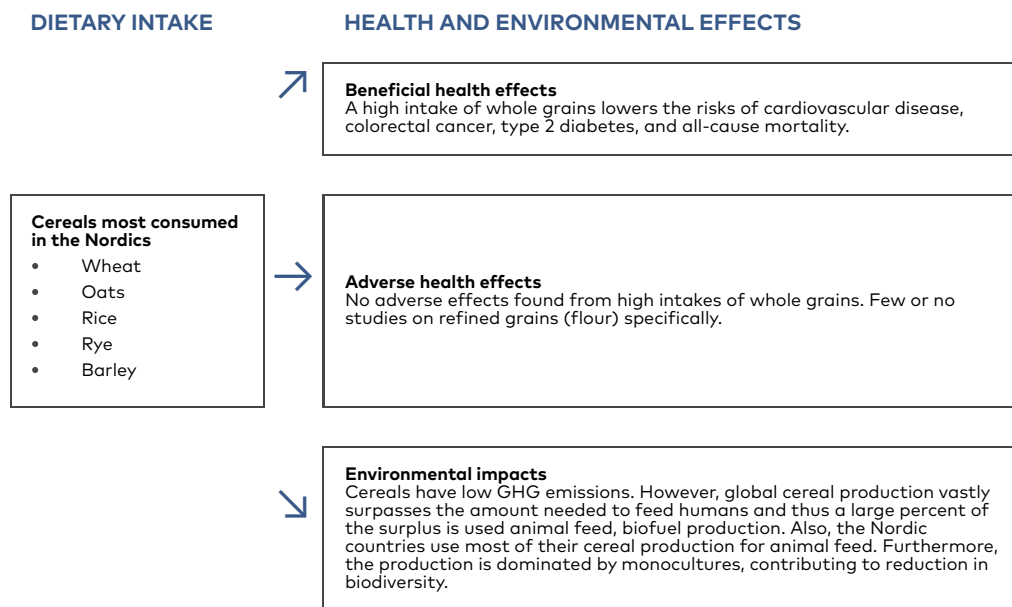 DIETARY INTAKE
HEALTH AND ENVIRONMENTAL EFFECTS
Beneficial health effects
A high intake of whole grains lowers the risks of cardiovascular disease,
colorectal cancer, type 2 diabetes, and all-cause mortality.
Cereals most consumed
in the Nordics
• Wheat
• Oats
• Rice
• Rye
• Barley
Adverse health effects
No adverse effects found from high intakes of whole grains. Few or no
studies on refined grains (flour) specifically.
Environmental impacts
Cereals have low GHG emissions. However, global cereal production vastly
surpasses the amount needed to feed humans and thus a large percent of
the surplus is used animal feed, biofuel production. Also, the Nordic
countries use most of their cereal production for animal feed. Furthermore,
the production is dominated by monocultures, contributing to reduction in
biodiversity.